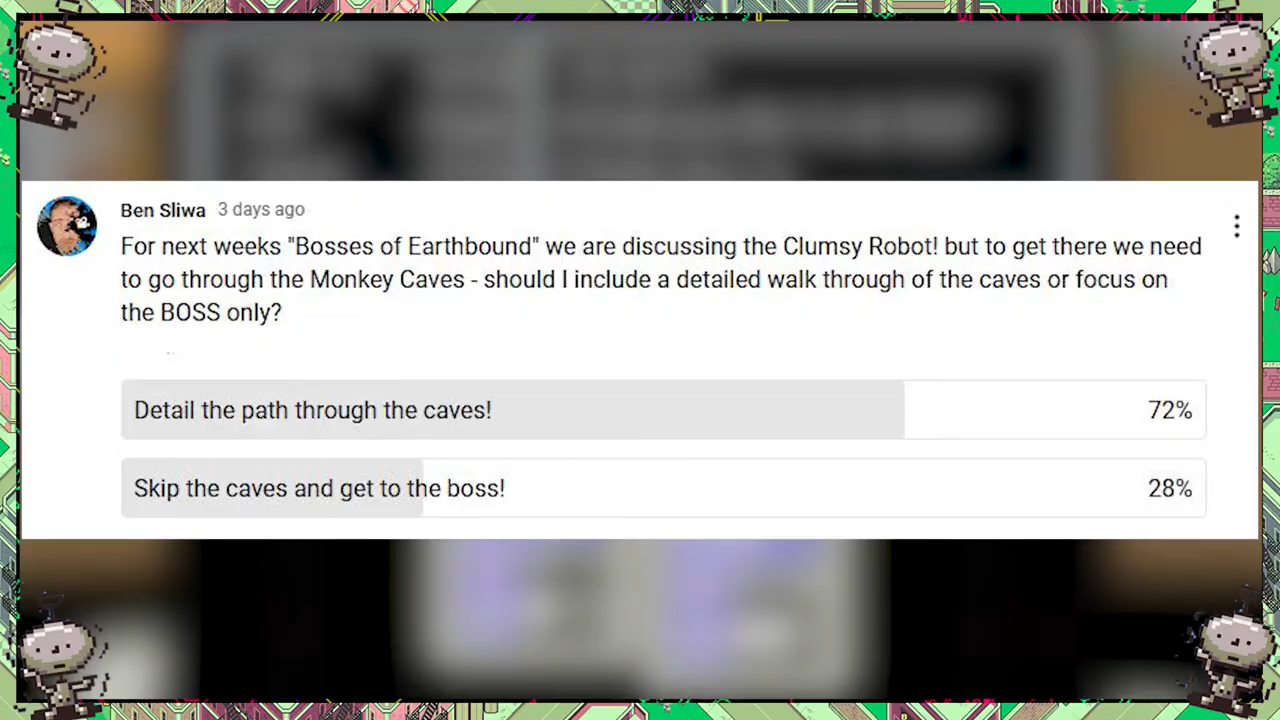 Ben Sliwa 3 days ago
For next weeks "Bosses of Earthbound" we are discussing the Clumsy Robot! but to get there we need
to go through the Monkey Caves - should I include a detailed walk through of the caves or focus on
the BOSS only?
Detail the path through the caves! 72%
Skip the caves and get to the boss! 28%